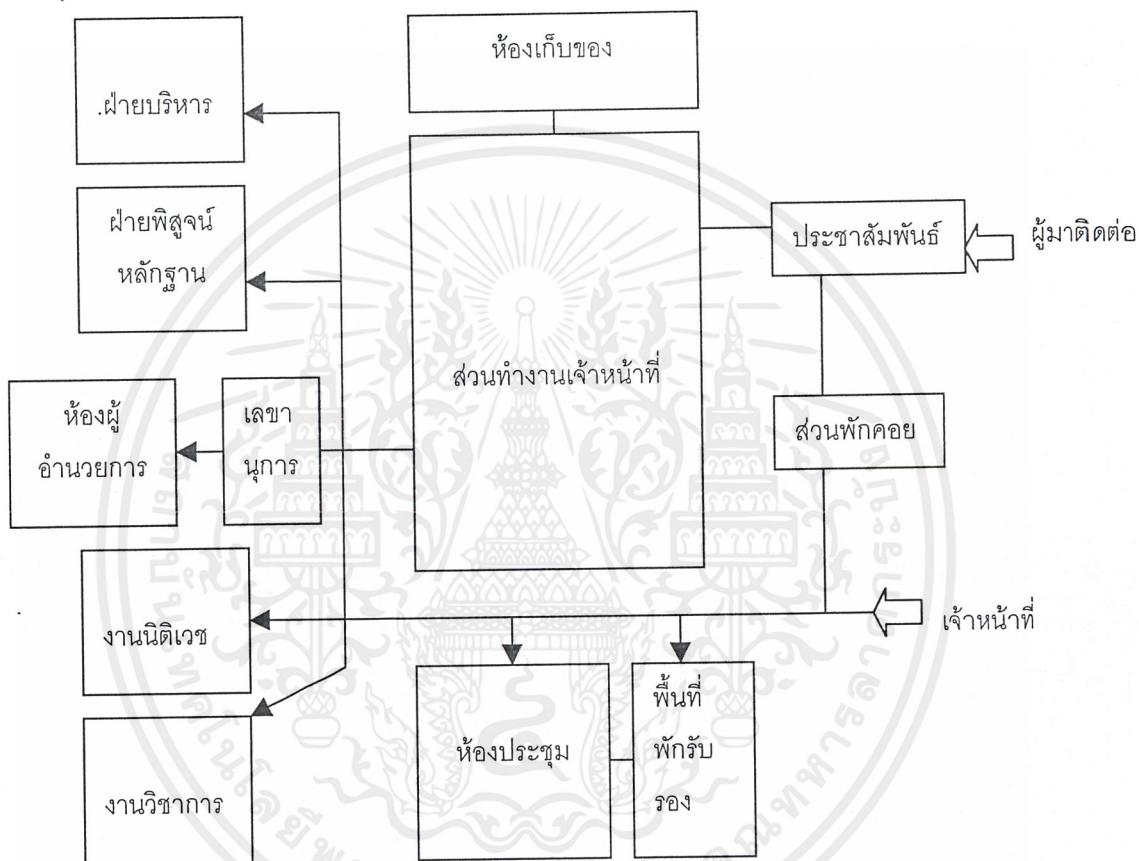 ห้องเก็บของ
.ฝ่ายบริหาร
ฝ่ายพิสูจน์
หลักฐาน
ประชาสัมพันธ์
ผู้มาติดต่อ
ส่วนทำงานเจ้าหน้าที่
ห้องผู้
อำนวยการ
เลขา
นุการ
ส่วนพักคอย
งานนิติเวช
เจ้าหน้าที่
ห้องประชุม
พื้นที่
พักรับ
รอง
งานวิชาการ